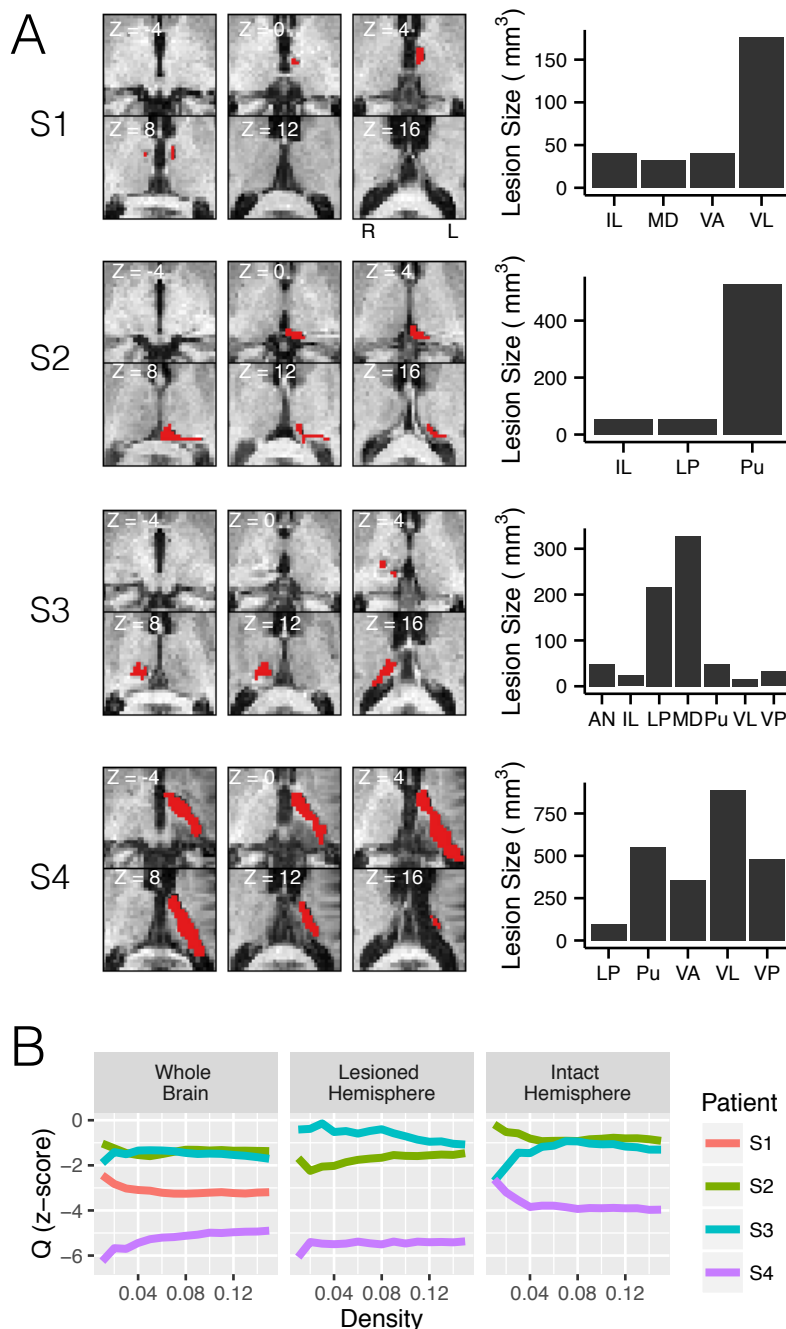 A
S1
Z = -4 Z = 0 Z = 4
Z = 8 Z = 12 Z = 16
R L
Lesion Size ( mm3)
150
100
50
0
IL MD VA VL
S2
Z = -4 Z = 0 Z = 4
Z = 8 Z = 12 Z = 16
Lesion Size ( mm3)
400
200
0
IL LP Pu
S3
Z = -4 Z = 0 Z = 4
Z = 8 Z = 12 Z = 16
Lesion Size ( mm3)
300
200
100
0
AN IL LP MD Pu VL VP
S4
Z = -4 Z = 0 Z = 4
Z = 8 Z = 12 Z = 16
Lesion Size ( mm3)
750
500
250
0
LP Pu VA VL VP
B
Whole
Brain
Lesioned
Hemisphere
Intact
Hemisphere
Q (z-score)
0
−2
−4
−6
0.04 0.08 0.12 0.04 0.08 0.12 0.04 0.08 0.12
Density
Patient
S1
S2
S3
S4